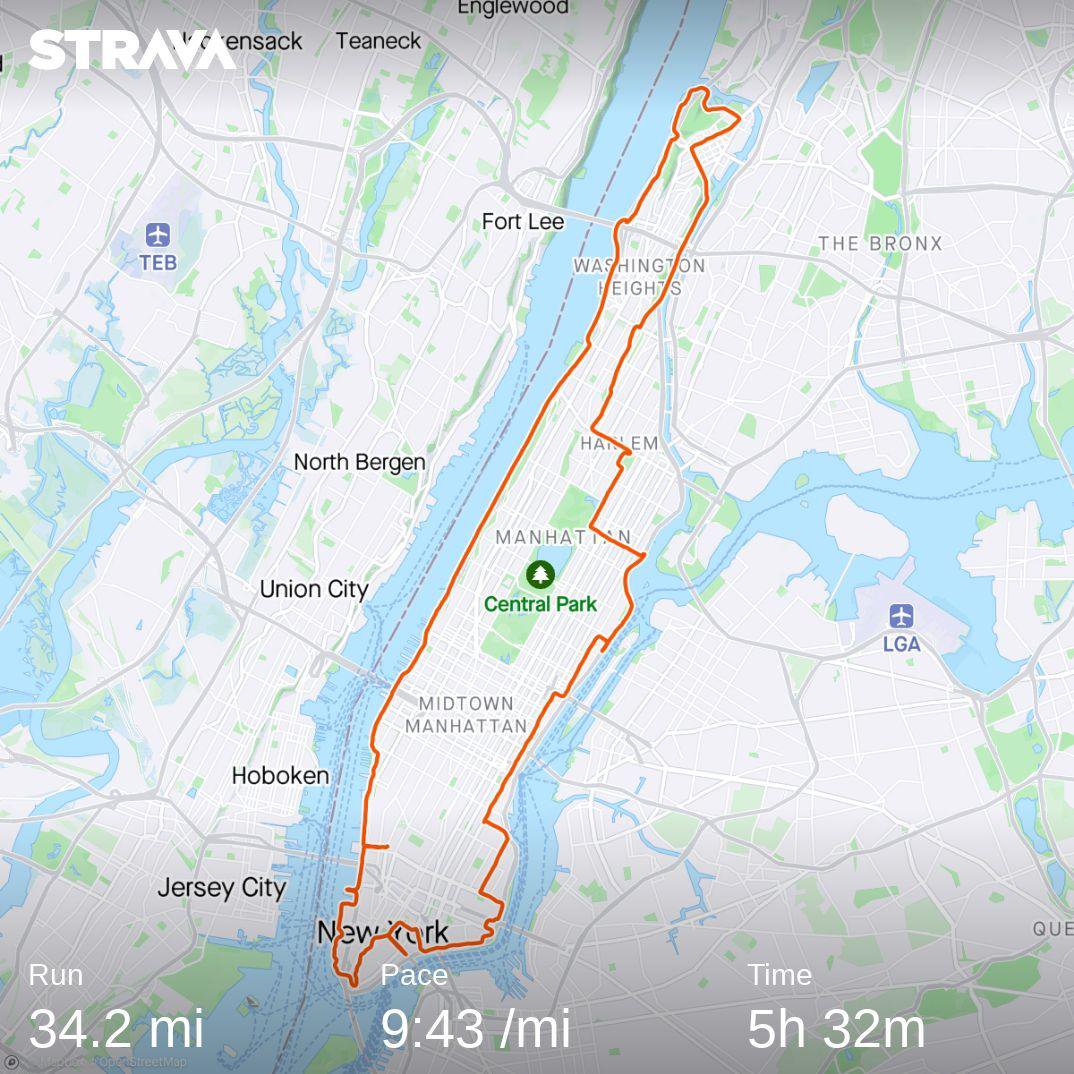 Englewood
STRAVA
Hackensack
Teaneck
Fort Lee
TEB
THE BRONX
WASHINGTON
HEIGHTS
HARLEM
North Bergen
MANHATTAN
Union City
Central Park
LGA
MIDTOWN
MANHATTAN
Hoboken
Jersey City
New York
QUE
Run
Pace
Time
34.2 mi
9:43 /mi
5h 32m
© Mapbox © OpenStreetMap